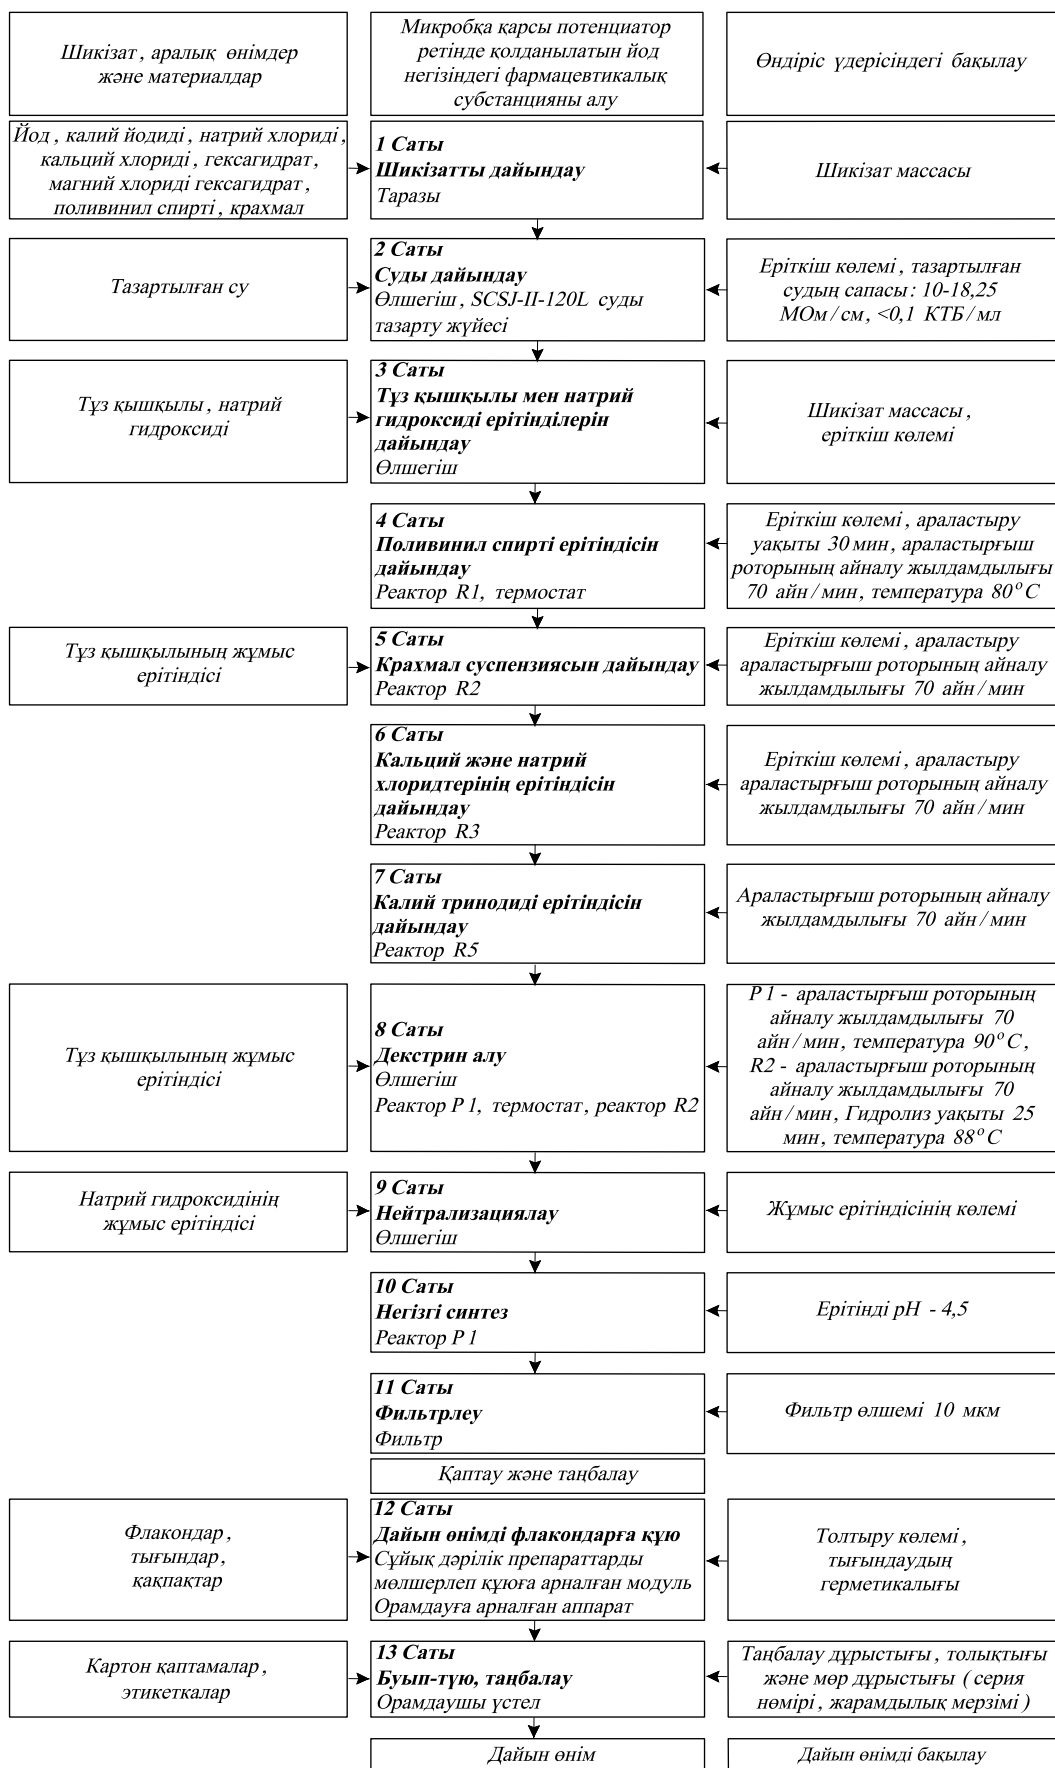 Шикізат, аралық өнімдер
және материалдар
Микробқа қарсы потенциатор
ретінде қолданылатын йод
негізіндегі фармацевтикалық
субстанцияны алу
Өндіріс үдерісіндегі бақылау
Йод, калий йодиді, натрий хлориді,
кальций хлориді, гексагидрат,
магний хлориді гексагидрат,
поливинил спирті, крахмал
1 Саты
Шикізатты дайындау
Таразы
Шикізат массасы
Тазартылған су
2 Саты
Суды дайындау
Өлшегіш, SCSJ-II-120L суды
тазарту жүйесі
Еріткіш көлемі, тазартылған
судың сапасы: 10-18,25
МОм/см, <0,1 КТБ/мл
Тұз қышқылы, натрий
гидроксиді
3 Саты
Тұз қышқылы мен натрий
гидроксиді ерітінділерін
дайындау
Өлшегіш
Шикізат массасы,
еріткіш көлемі
4 Саты
Поливинил спирті ерітіндісін
дайындау
Реактор R1, термостат
Еріткіш көлемі, араластыру
уақыты 30 мин, араластырғыш
роторының айналу жылдамдылығы
70 айн/мин, температура 80°C
Тұз қышқылының жұмыс
ерітіндісі
5 Саты
Крахмал суспензиясын дайындау
Реактор R2
Еріткіш көлемі, араластыру
араластырғыш роторының айналу
жылдамдылығы 70 айн/мин
6 Саты
Кальций және натрий
хлоридтерінің ерітіндісін
дайындау
Реактор R3
Еріткіш көлемі, араластыру
араластырғыш роторының айналу
жылдамдылығы 70 айн/мин
7 Саты
Калий тринодиді ерітіндісін
дайындау
Реактор R5
Араластырғыш роторының айналу
жылдамдылығы 70 айн/мин
Тұз қышқылының жұмыс
ерітіндісі
8 Саты
Декстрин алу
Өлшегіш
Реактор P1, термостат, реактор R2
P1 - араластырғыш роторының
айналу жылдамдылығы 70
айн/мин, температура 90°C,
R2 - араластырғыш роторының
айналу жылдамдылығы 70
айн/мин, Гидролиз уақыты 25
мин, температура 88°C
Натрий гидроксидінің
жұмыс ерітіндісі
9 Саты
Нейтрализациялау
Өлшегіш
Жұмыс ерітіндісінің көлемі
10 Саты
Негізгі синтез
Реактор P1
Ерітінді pH - 4,5
11 Саты
Фильтрлеу
Фильтр
Фильтр өлшемі 10 мкм
Қаптау және таңбалау
Флакондар,
тығындар,
қақпақтар
12 Саты
Дайын өнімді флакондарға құю
Сұйық дәрілік препараттарды
мөлшерлеп құюға арналған модуль
Орамдауға арналған аппарат
Толтыру көлемі,
тығындаудың
герметикалығы
Картон қаптамалар,
этикеткалар
13 Саты
Буып-түю, таңбалау
Орамдаушы үстел
Таңбалау дұрыстығы, толықтығы
және мөр дұрыстығы (серия
нөмірі, жарамдылық мерзімі)
Дайын өнім
Дайын өнімді бақылау